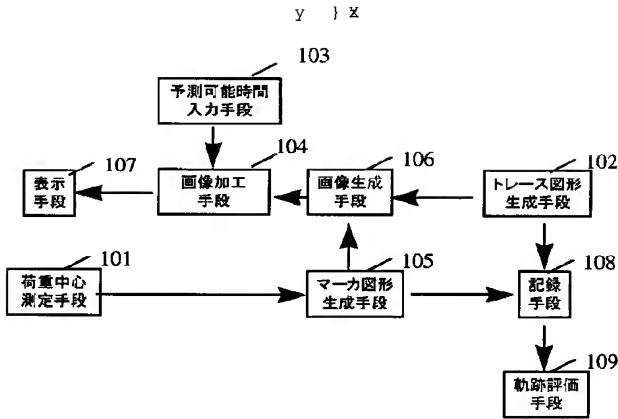 y }X
103
予測可能時間
入力手段
107
104
106
102
表示
手段
画像加工
手段
画像生成
手段
トレース図形
生成手段
101
105
108
荷重中心
測定手段
マーカ図形
生成手段
記録
手段
109
軌跡評価
手段